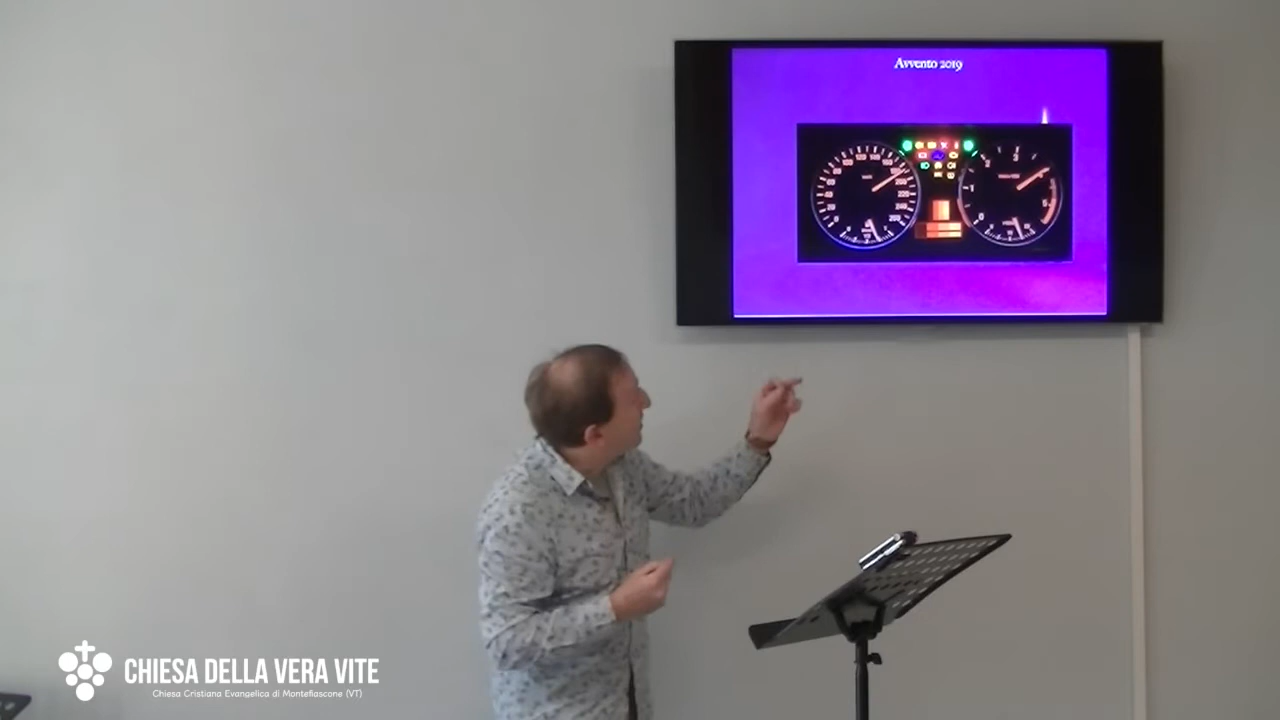 Avvento 2019
CHIESA DELLA VERA VITE
Chiesa Cristiana Evangelica di Montefiascone (VT)